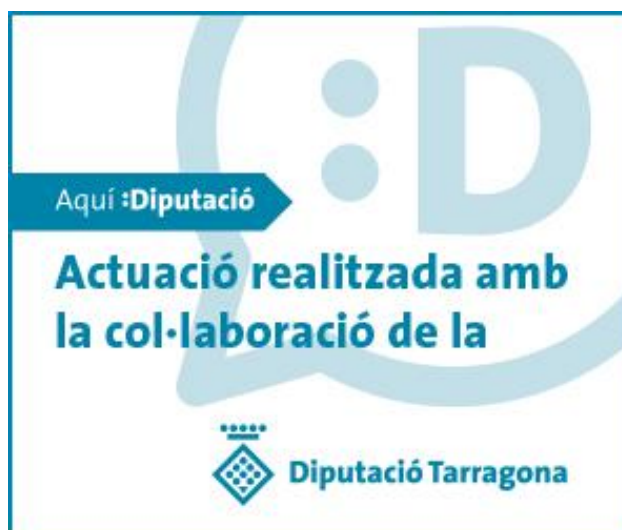 :D
Aquí :Diputació
Actuació realitzada amb
la col·laboració de la
Diputació Tarragona